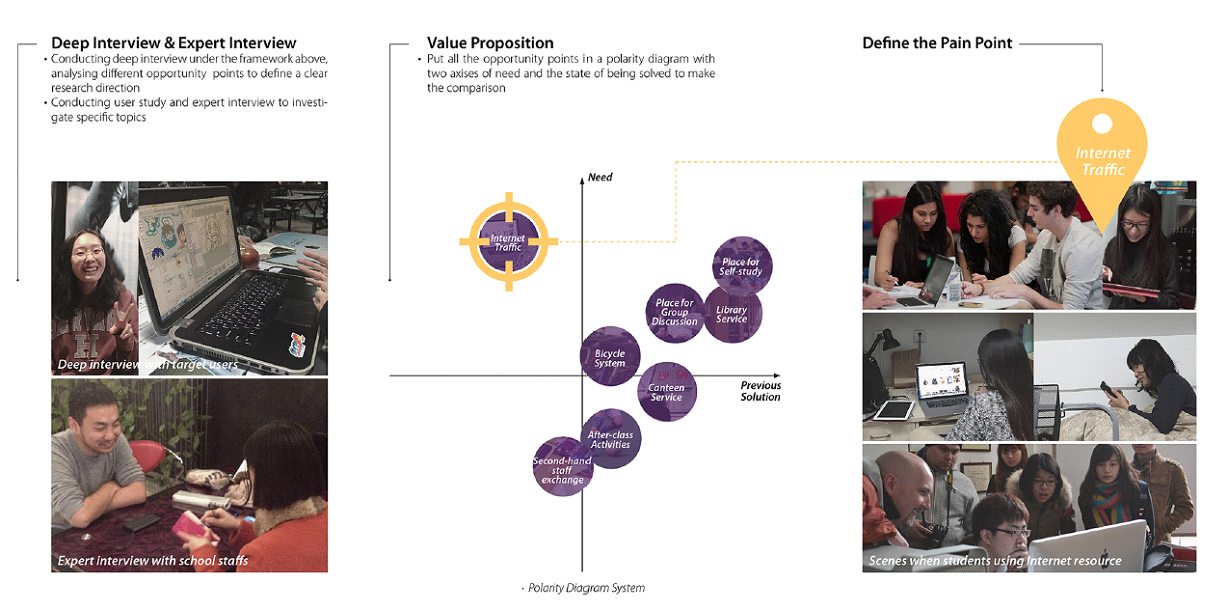 Deep Interview & Expert Interview
• Conducting deep interview under the framework above,
analysing different opportunity points to define a clear
research direction
• Conducting user study and expert interview to investi-
gate specific topics
Deep interview with target users
Expert interview with school staffs
Value Proposition
• Put all the opportunity points in a polarity diagram with
two axises of need and the state of being solved to make
the comparison
Need
Internet
Traffic
Place for
Self-study
Place for
Group
Discussion
Library
Service
Bicycle
System
Previous
Solution
Canteen
Service
After-class
Activities
Second-hand
staff
exchange
· Polarity Diagram System
Define the Pain Point
Internet
Traffic
Scenes when students using Internet resource